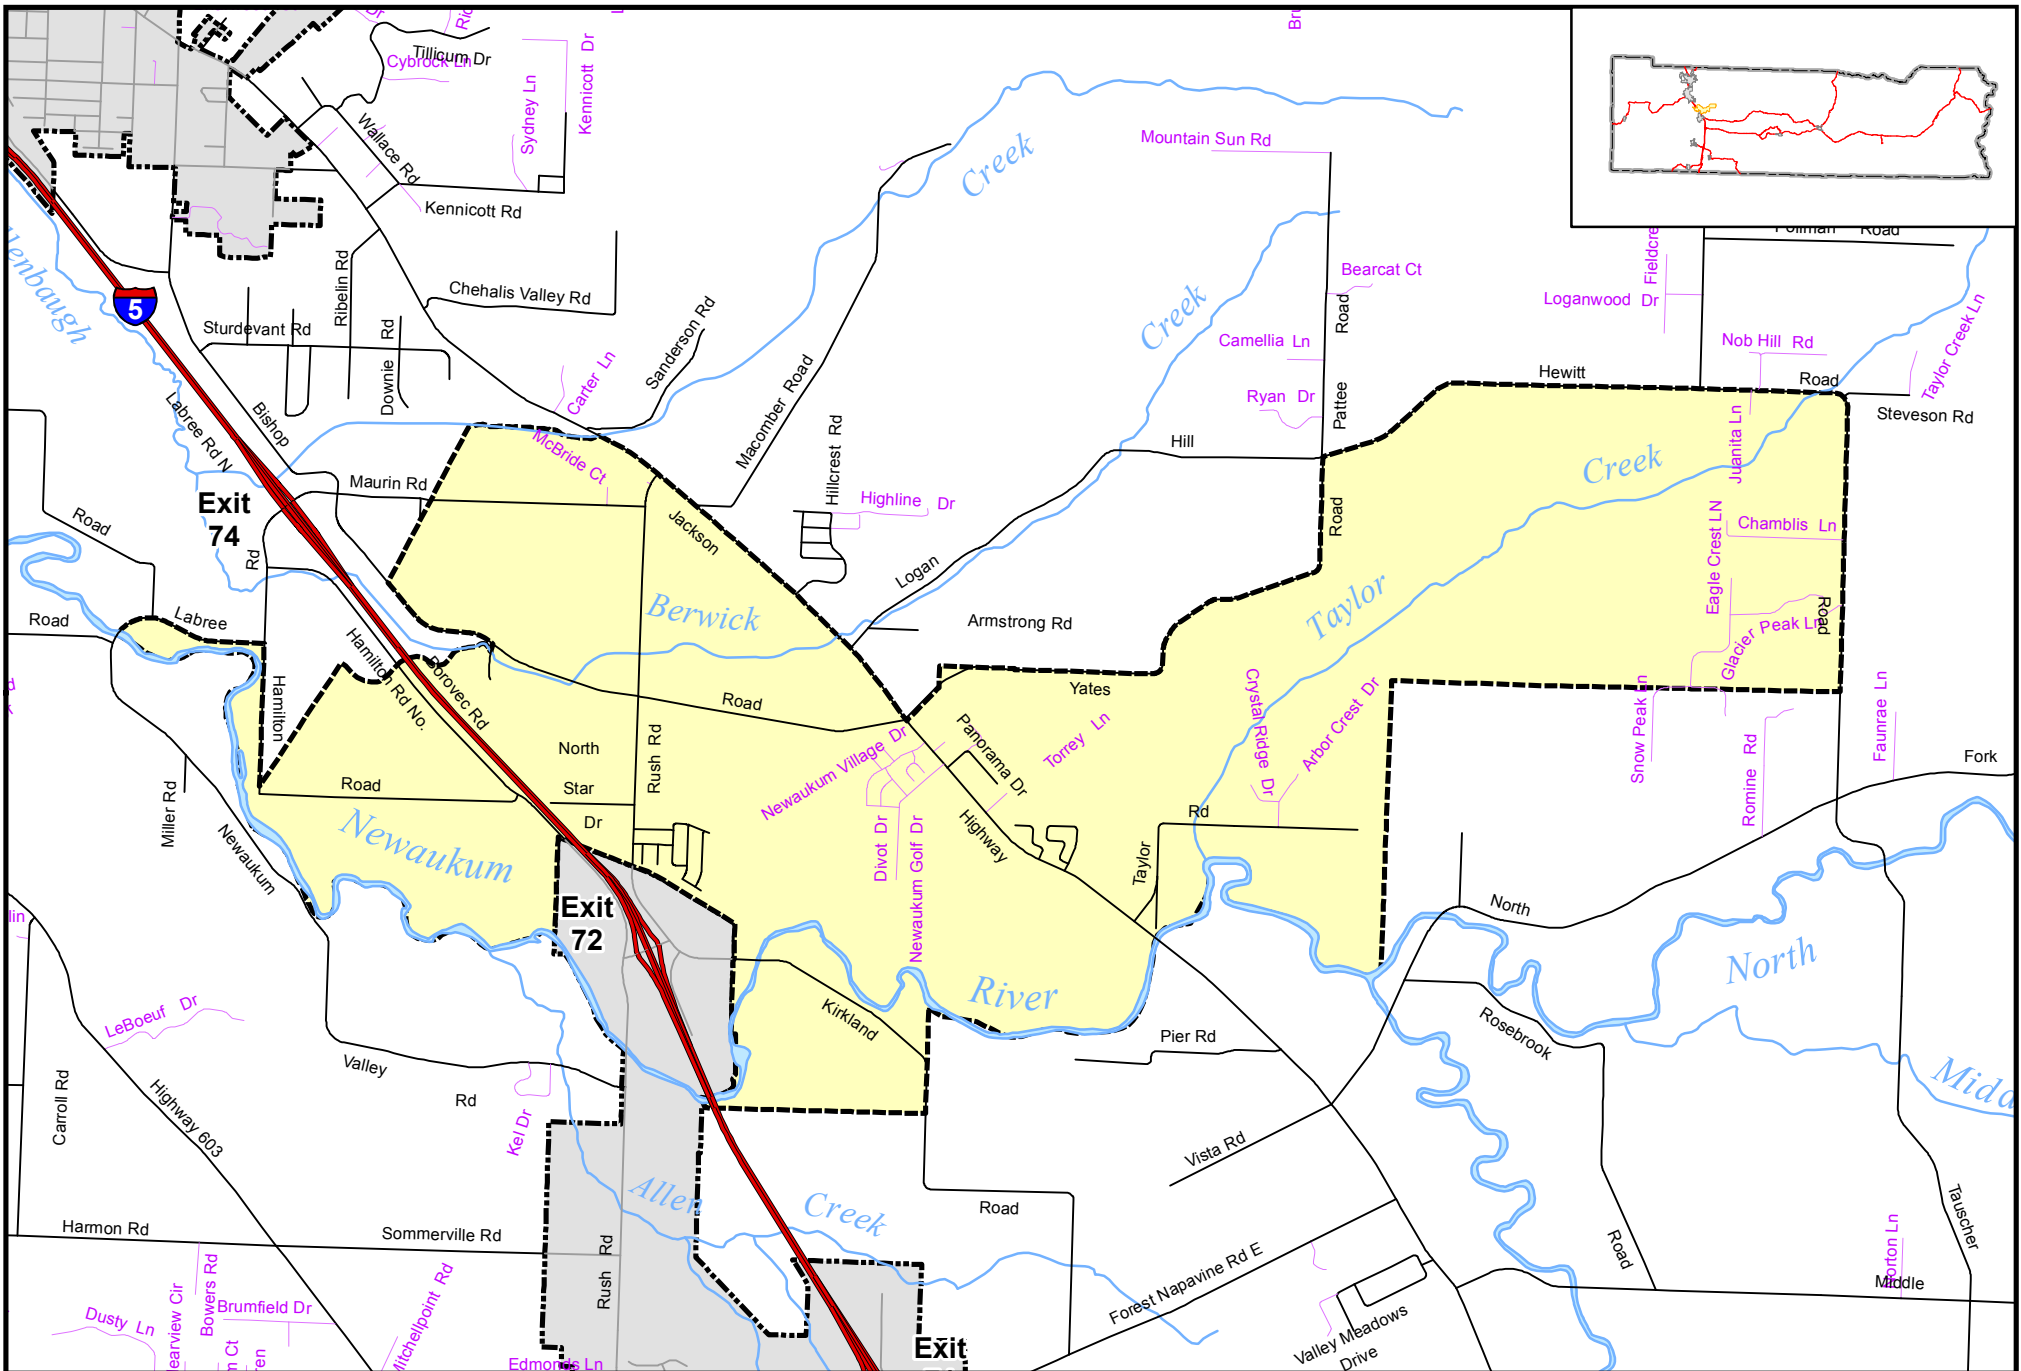 Tillicum Dr
Cybrock Ln
Sydney Ln
Kennicott Dr
Wallace Rd
Kennicott Rd
Creek
Mountain Sun Rd
Road
Bearcat Ct
Loganwood Dr
Taylor Creek Ln
5
Ribelin Rd
Chehalis Valley Rd
Sturdevant Rd
Downie Rd
Sanderson Rd
Carter Ln
Macomber Road
Creek
Camellia Ln
Road
Nob Hill Rd
Hewitt
Road
Steveson Rd
Ryan Dr
Pattee
Labree Rd N
Bishop
McBride Ct
Hillcrest Rd
Hill
Juanita Ln
Creek
Maurin Rd
Highline Dr
Exit
74
Road
Jackson
Road
Eagle Crest LN
Chamblis Ln
Rd
Logan
Berwick
Armstrong Rd
Taylor
Road
Labree
Road
Glacier Peak Ln
Hamilton
Hamilton Rd No.
Borovec Rd
Road
Yates
Crystal Ridge Dr
Arbor Crest Dr
Snow Peak Ln
Faunrae Ln
North
Star
Dr
Rush Rd
Newaukum Village Dr
Panorama Dr
Torrey Ln
Romine Rd
Fork
Road
Miller Rd
Newaukum
Newaukum
Divot Dr
Newaukum Golf Dr
Highway
Rd
Taylor
Exit
72
North
North
River
Kirkland
LeBoeuf Dr
Pier Rd
Rosebrook
Valley
Rd
Carroll Rd
Highway 603
Kel Dr
Vista Rd
Allen
Creek
Road
Tauscher
Harmon Rd
Sommerville Rd
Rush Rd
Forest Napavine Rd E
Road
Horton Ln
Middle
Bowers Rd
Brumfield Dr
Dusty Ln
Mitchellpoint Rd
Edmonds Ln
Exit
Valley Meadows
Drive